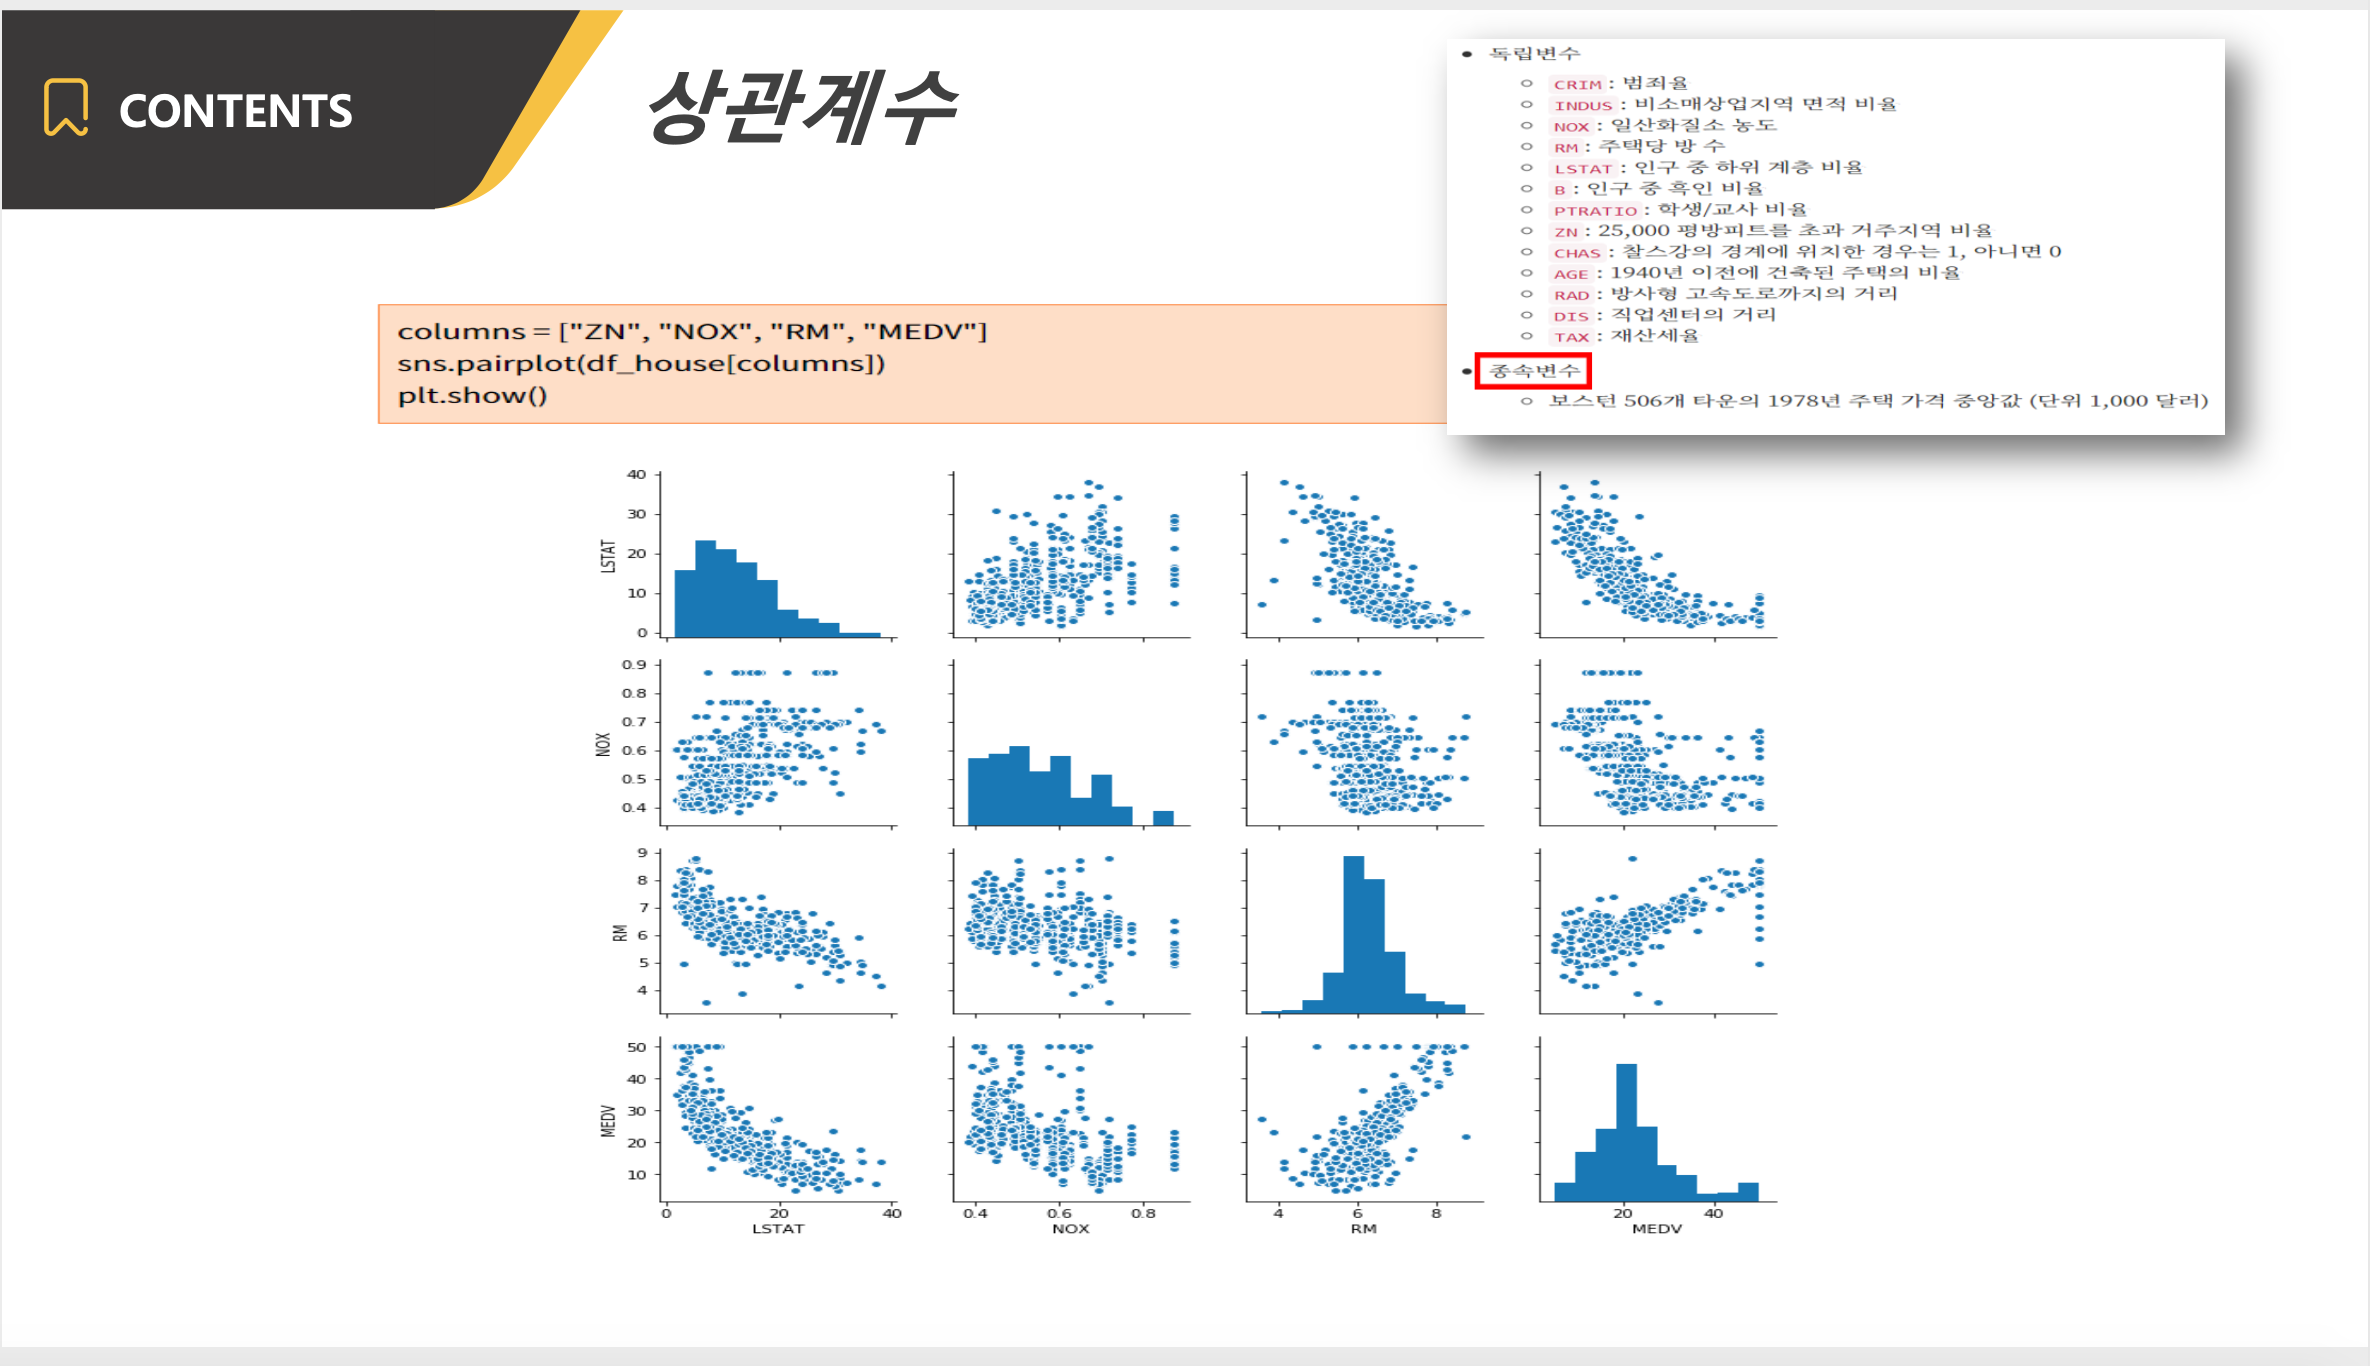 CONTENTS
상관계수
• 독립변수
○ CRIM : 범죄율
○ INDUS : 비소매상업지역 면적 비율
○ NOX : 일산화질소 농도
○ RM : 주택당 방 수
○ LSTAT : 인구 중 하위 계층 비율
○ B : 인구 중 흑인 비율
○ PTRATIO : 학생/교사 비율
○ ZN : 25,000 평방피트를 초과 거주지역 비율
○ CHAS : 찰스강의 경계에 위치한 경우는 1, 아니면 0
○ AGE : 1940년 이전에 건축된 주택의 비율
○ RAD : 방사형 고속도로까지의 거리
○ DIS : 직업센터의 거리
○ TAX : 재산세율
• 종속변수
○ 보스턴 506개 타운의 1978년 주택 가격 중앙값 (단위 1,000 달러)
columns = ["ZN", "NOX", "RM", "MEDV"]
sns.pairplot(df_house[columns])
plt.show()
40
30
20
10
0
LSTAT
0.9
0.8
0.7
0.6
0.5
0.4
NOX
9
8
7
6
5
4
RM
50
40
30
20
10
MEDV
0 20 40 0.4 0.6 0.8 4 6 8 20 40
LSTAT NOX RM MEDV